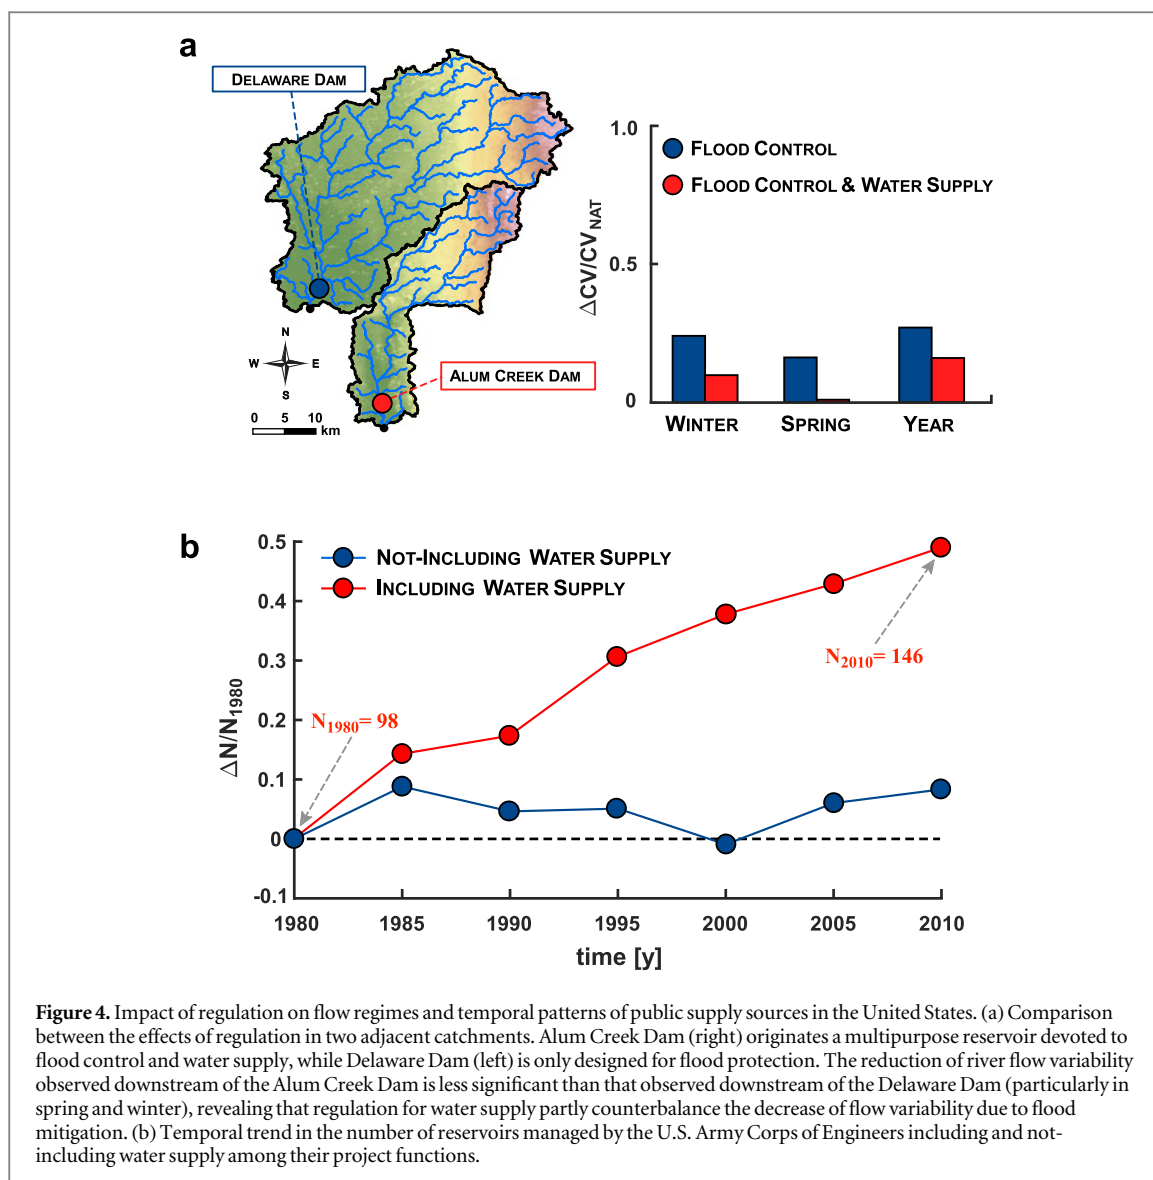 a
DELAWARE DAM
N
W E
S
0 5 10
km
ALUM CREEK DAM
1.0
0.5
0
ΔCV/CV_NAT
FLOOD CONTROL
FLOOD CONTROL & WATER SUPPLY
WINTER SPRING YEAR
b
0.5
0.4
0.3
0.2
0.1
0
-0.1
ΔN/N_1980
NOT-INCLUDING WATER SUPPLY
INCLUDING WATER SUPPLY
N_1980= 98
N_2010= 146
1980 1985 1990 1995 2000 2005 2010
time [y]
Figure 4. Impact of regulation on flow regimes and temporal patterns of public supply sources in the United States. (a) Comparison
between the effects of regulation in two adjacent catchments. Alum Creek Dam (right) originates a multipurpose reservoir devoted to
flood control and water supply, while Delaware Dam (left) is only designed for flood protection. The reduction of river flow variability
observed downstream of the Alum Creek Dam is less significant than that observed downstream of the Delaware Dam (particularly in
spring and winter), revealing that regulation for water supply partly counterbalance the decrease of flow variability due to flood
mitigation. (b) Temporal trend in the number of reservoirs managed by the U.S. Army Corps of Engineers including and not-
including water supply among their project functions.